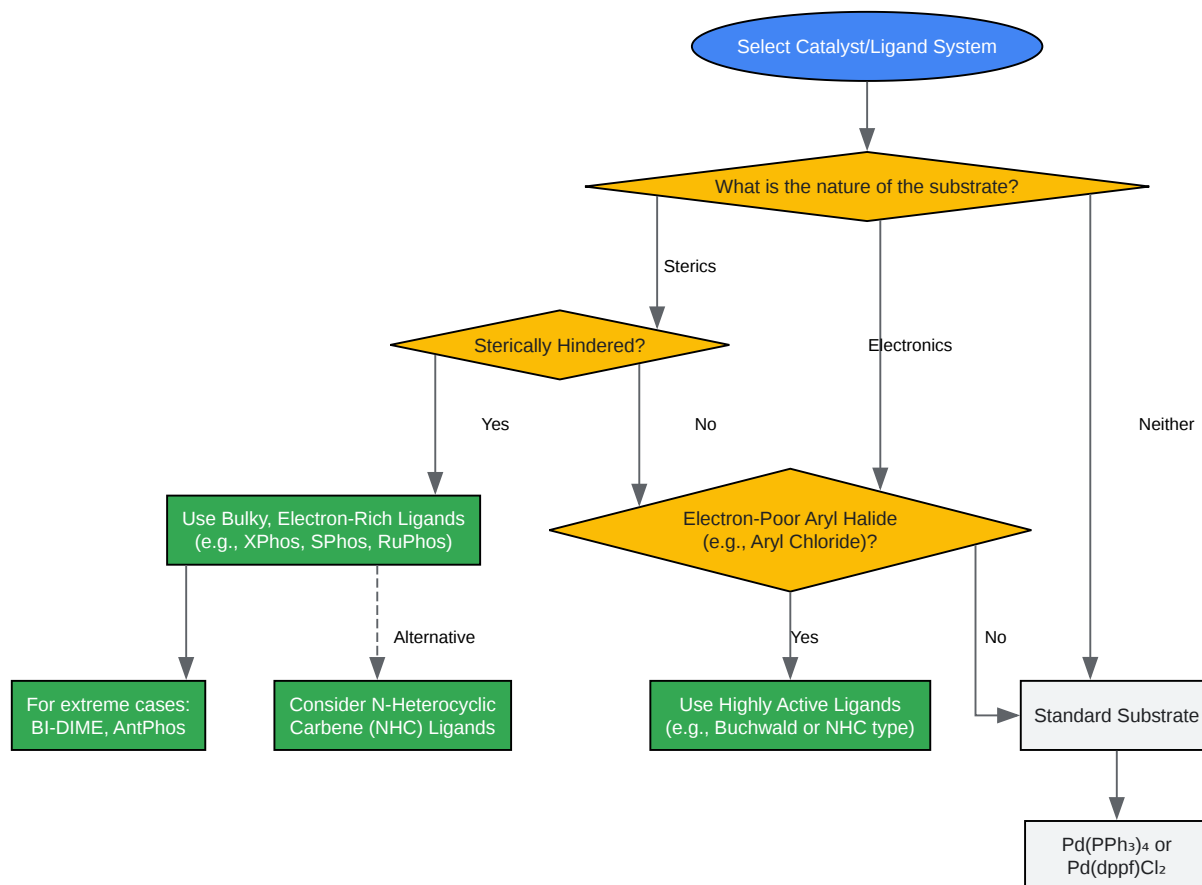 Select Catalyst/Ligand System
What is the nature of the substrate?
Sterics
Sterically Hindered?
Electronics
Yes
No
Neither
Use Bulky, Electron-Rich Ligands
(e.g., XPhos, SPhos, RuPhos)
Electron-Poor Aryl Halide
(e.g., Aryl Chloride)?
Alternative
Yes
No
For extreme cases:
BI-DIME, AntPhos
Consider N-Heterocyclic
Carbene (NHC) Ligands
Use Highly Active Ligands
(e.g., Buchwald or NHC type)
Standard Substrate
Pd(PPh₃)₄ or
Pd(dppf)Cl₂